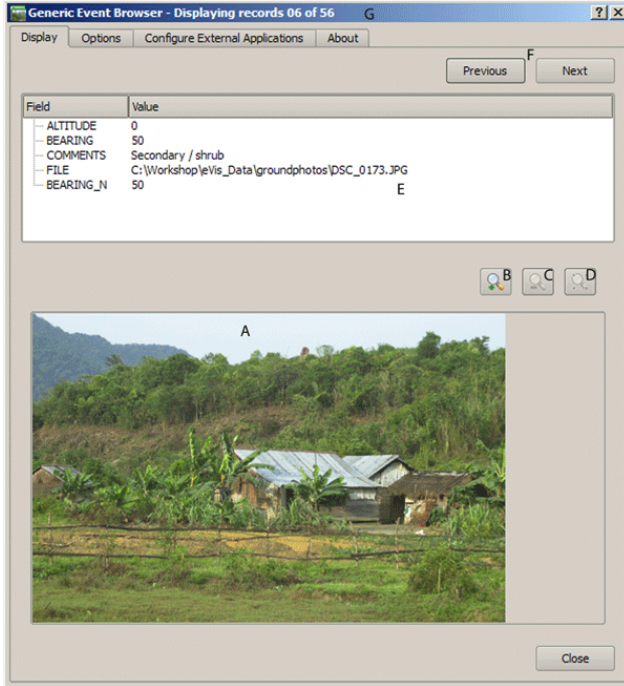 Generic Event Browser - Displaying records 06 of 56 G ? X
Display Options Configure External Applications About
F
Previous Next
Field Value
ALTITUDE 0
BEARING 50
COMMENTS Secondary / shrub
FILE C:\Workshop\eVis_Data\groundphotos\DSC_0173.JPG
BEARING_N 50
E
B C D
A
Close